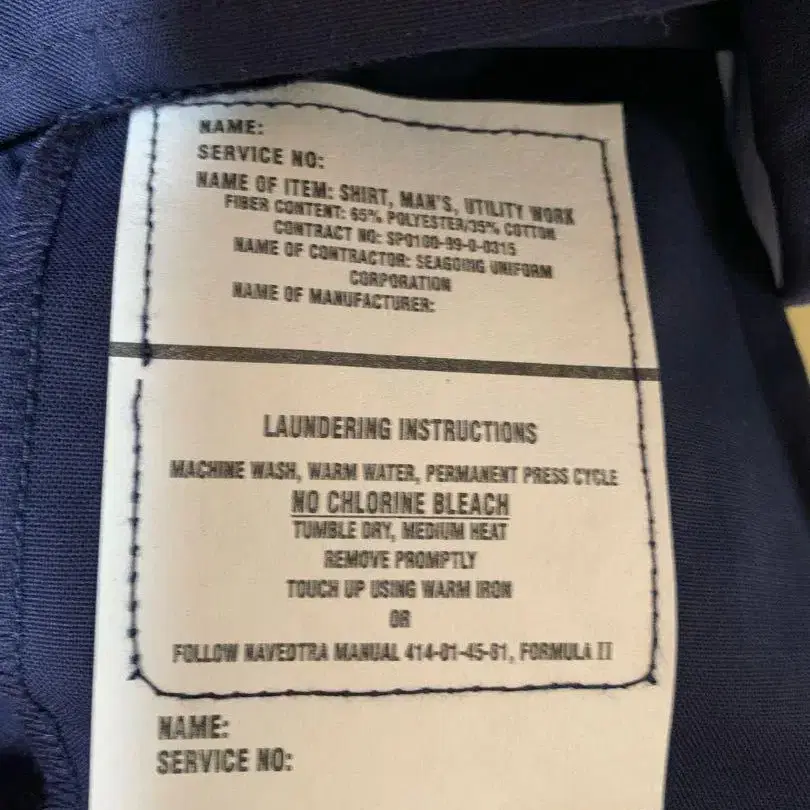 NAME:
SERVICE NO:
NAME OF ITEM: SHIRT, MAN'S, UTILITY WORK
FIBER CONTENT: 65% POLYESTER/35% COTTON
CONTRACT NO: SPO100-99-D-0315
NAME OF CONTRACTOR: SEAGOING UNIFORM
CORPORATION
NAME OF MANUFACTURER:
LAUNDERING INSTRUCTIONS
MACHINE WASH, WARM WATER, PERMANENT PRESS CYCLE
NO CHLORINE BLEACH
TUMBLE DRY, MEDIUM HEAT
REMOVE PROMPTLY
TOUCH UP USING WARM IRON
OR
FOLLOW NAVEDTRA MANUAL 414-01-45-81, FORMULA II
NAME:
SERVICE NO: